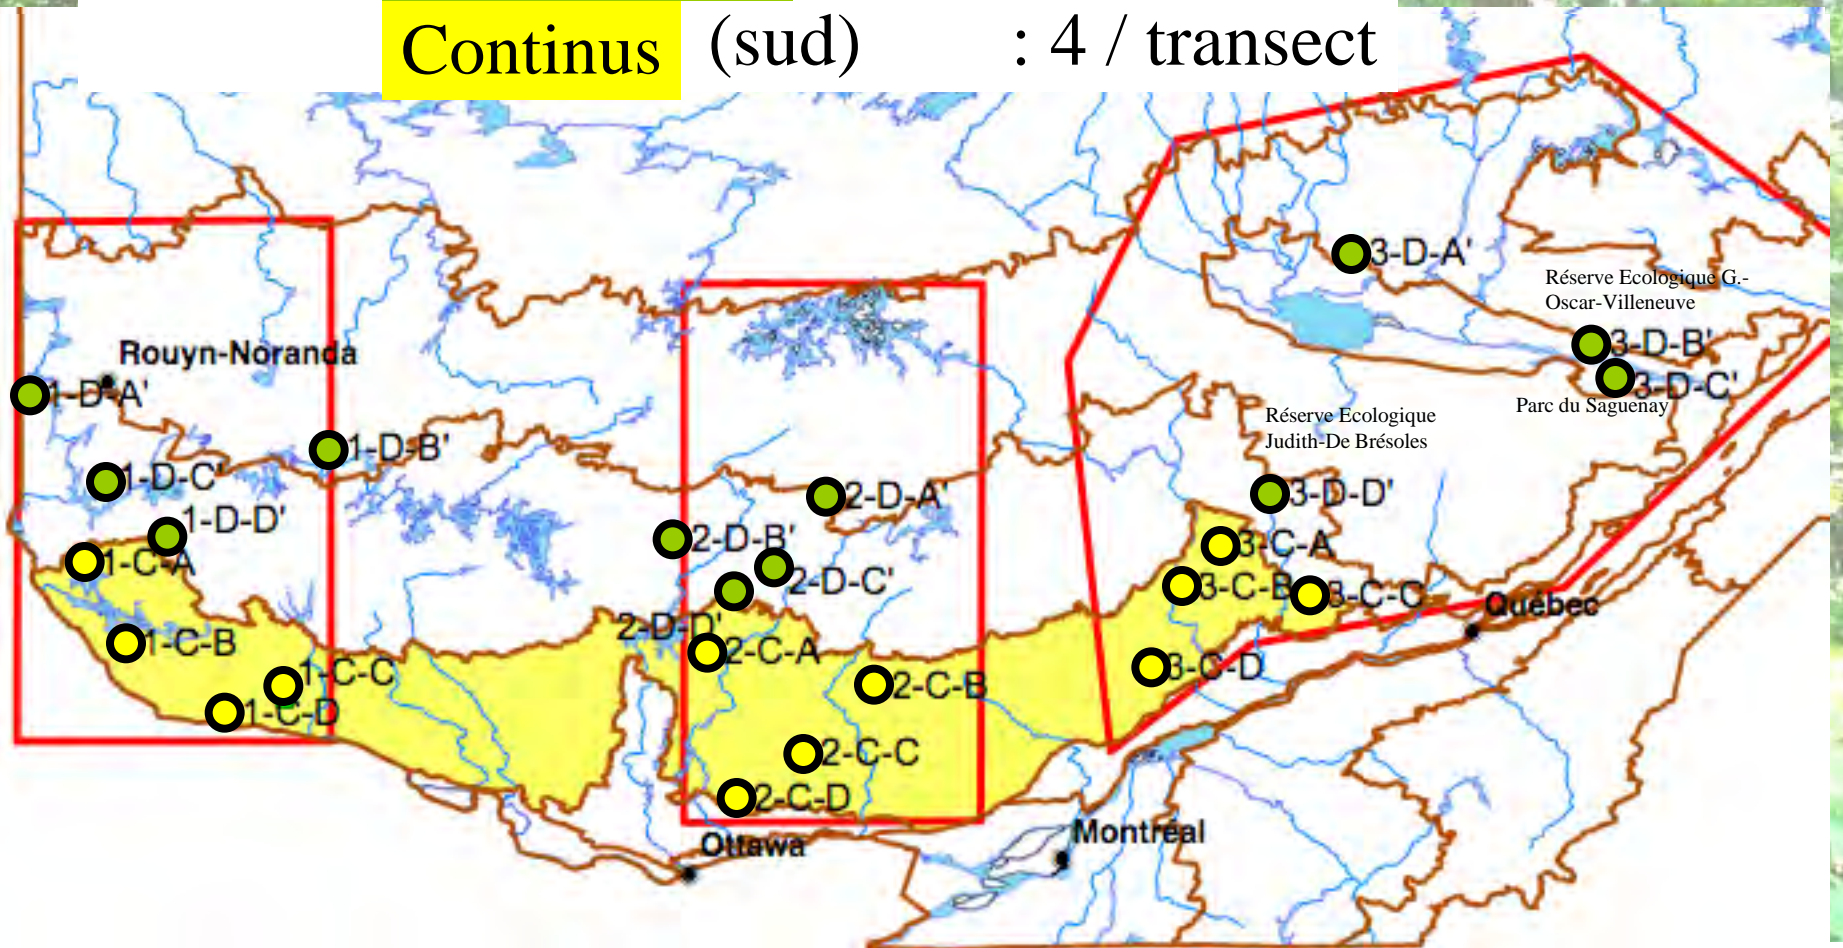 Continus (sud) : 4 / transect
3-D-A'
Réserve Ecologique G.-
Oscar-Villeneuve
3-D-B'
3-D-C'
Parc du Saguenay
Rouyn-Noranda
1-D-A'
Réserve Ecologique
Judith-De Brésoles
1-D-B'
1-D-C'
2-D-A'
3-D-D'
1-D-D'
2-D-B'
3-C-A
1-C-A
2-D-C'
3-C-B
3-C-C
Québec
2-D-D'
1-C-B
2-C-A
3-C-D
1-C-C
2-C-B
1-C-D
2-C-C
2-C-D
Montréal
Ottawa